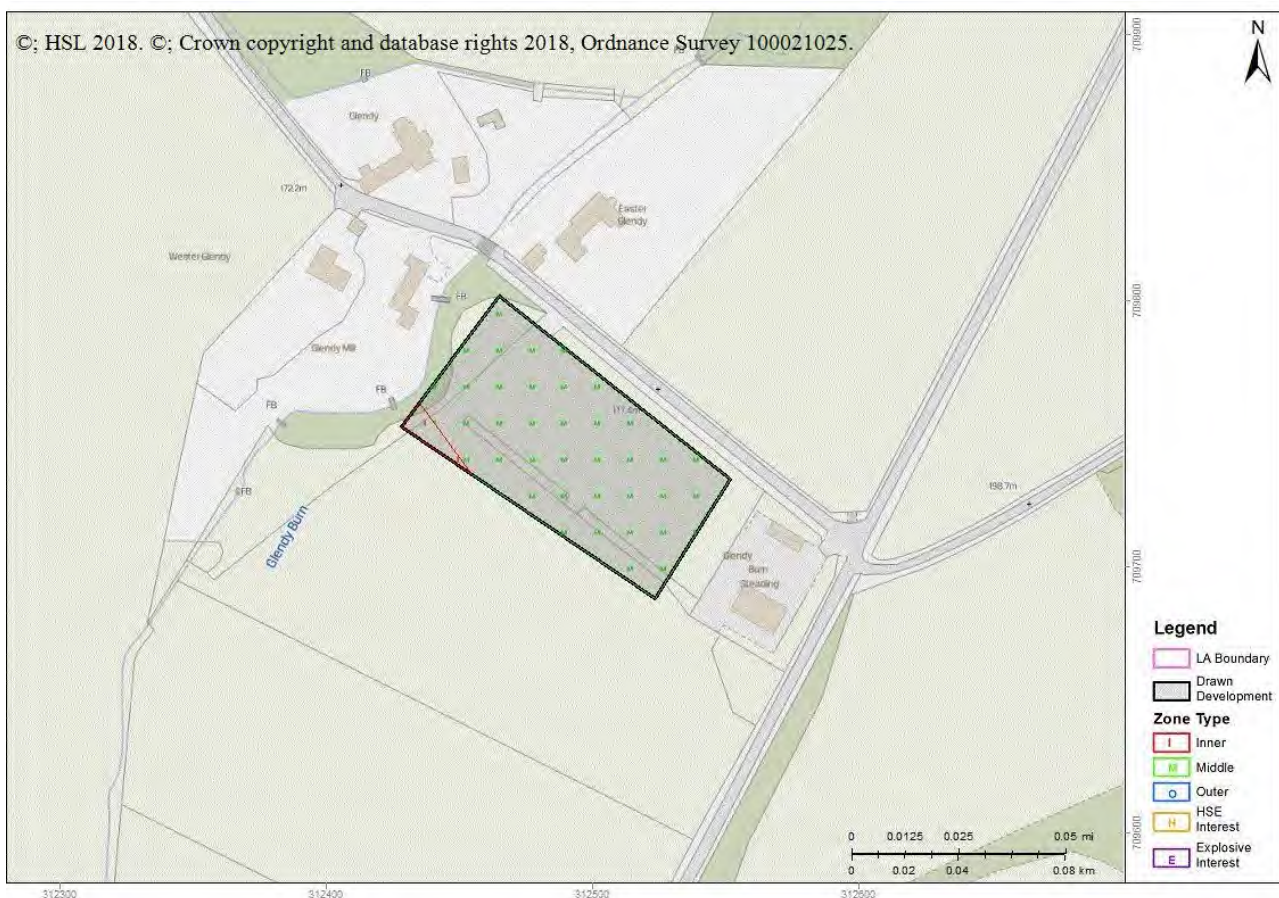 ©; HSL 2018. ©; Crown copyright and database rights 2018, Ordnance Survey 100021025.
N
709900
FB
Glendy
172.2m
Easter
Glendy
Wester Glendy
FB
709800
Glendy Mill
FB
FB
M
I
CFB
198.7m
Glendy Burn
Glendy
Burn
Steading
709700
Legend
LA Boundary
Drawn
Development
Zone Type
I Inner
M Middle
O Outer
H HSE
Interest
E Explosive
Interest
0 0.0125 0.025 0.05 mi
0 0.02 0.04 0.08 km
709600
312300 312400 312500 312600